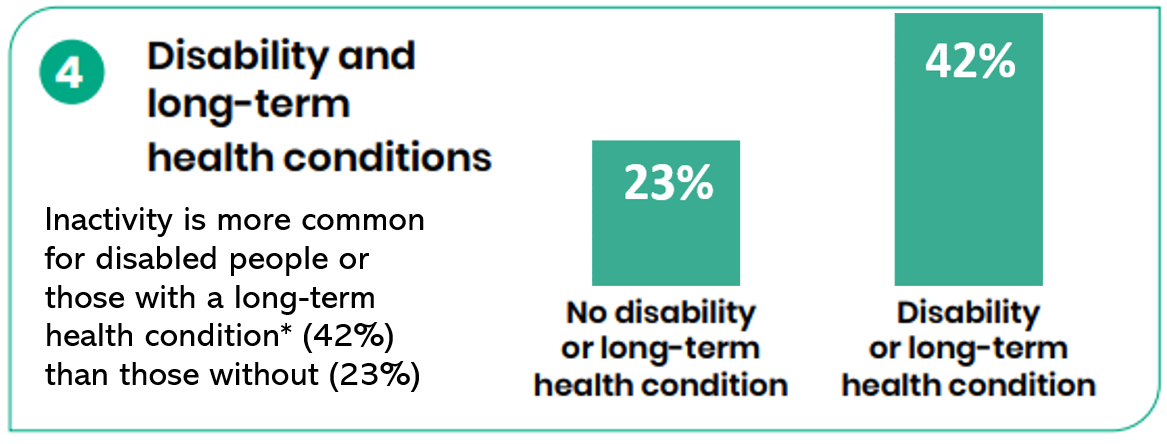 4
Disability and
long-term
health conditions
Inactivity is more common
for disabled people or
those with a long-term
health condition* (42%)
than those without (23%)
23%
42%
No disability
or long-term
health condition
Disability
or long-term
health condition